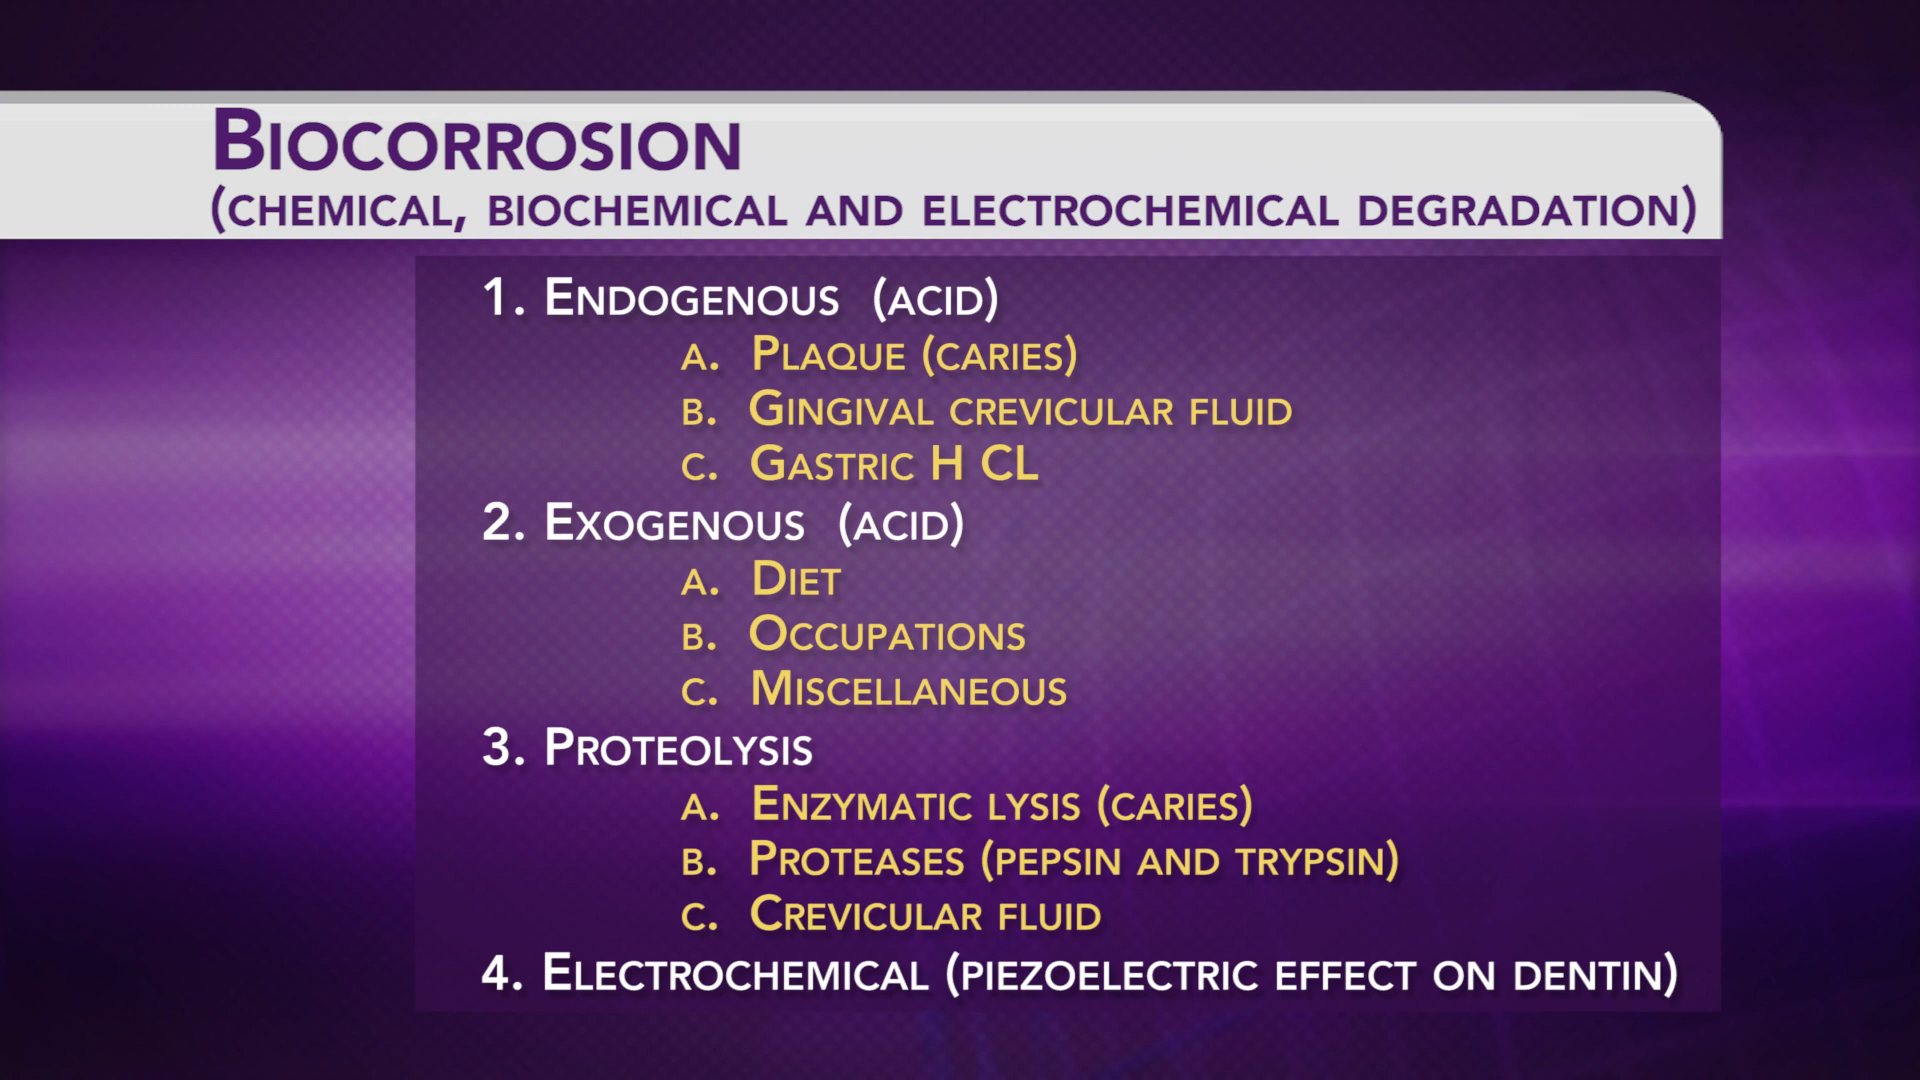 Biocorrosion
(chemical, biochemical and electrochemical degradation)
1. Endogenous (acid)
a. Plaque (caries)
b. Gingival crevicular fluid
c. Gastric H CL
2. Exogenous (acid)
a. Diet
b. Occupations
c. Miscellaneous
3. Proteolysis
a. Enzymatic lysis (caries)
b. Proteases (pepsin and trypsin)
c. Crevicular fluid
4. Electrochemical (piezoelectric effect on dentin)